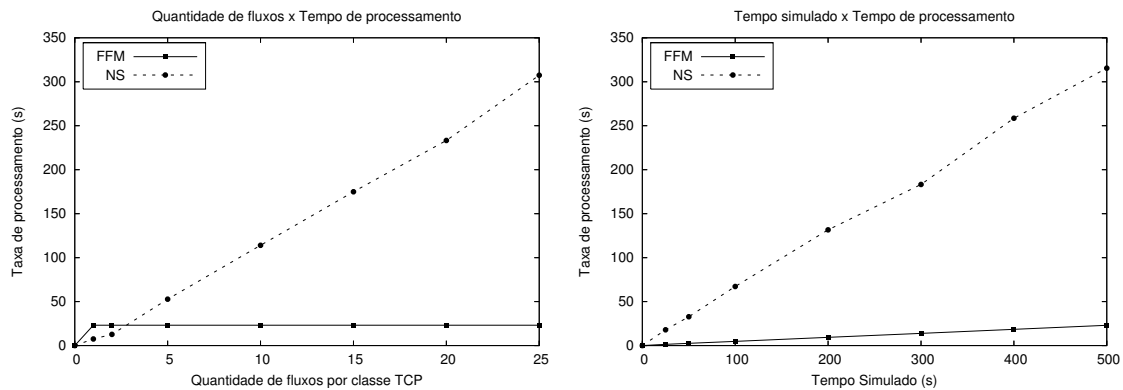 Quantidade de fluxos x Tempo de processamento
350
300
250
200
150
100
50
0
Taxa de processamento (s)
FFM
NS
0 5 10 15 20 25
Quantidade de fluxos por classe TCP
Tempo simulado x Tempo de processamento
350
300
250
200
150
100
50
0
Taxa de processamento (s)
FFM
NS
0 100 200 300 400 500
Tempo Simulado (s)